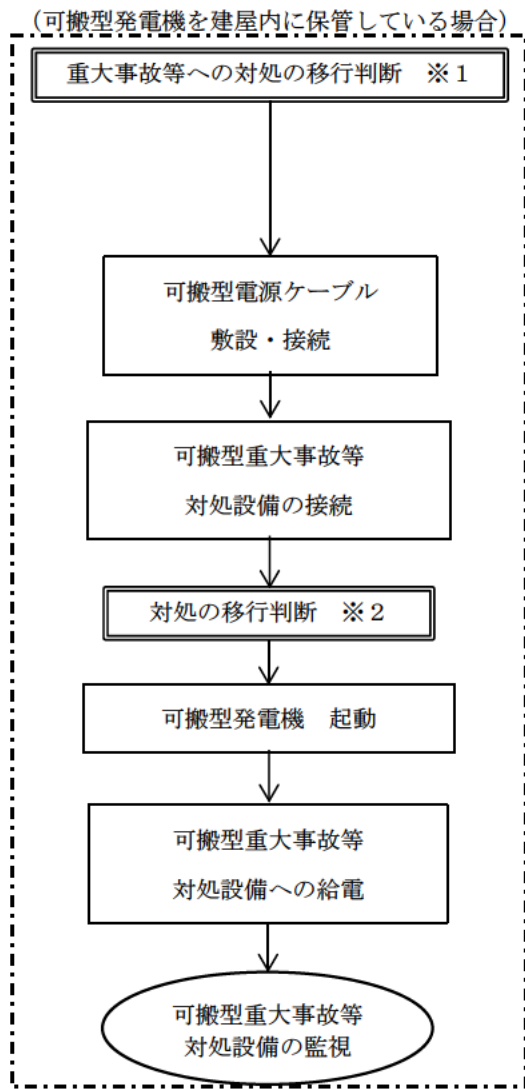 (可搬型発電機を建屋内に保管している場合)
重大事故等への対処の移行判断　※1
可搬型電源ケーブル
敷設・接続
可搬型重大事故等
対処設備の接続
対処の移行判断　※2
可搬型発電機　起動
可搬型重大事故等
対処設備への給電
可搬型重大事故等
対処設備の監視